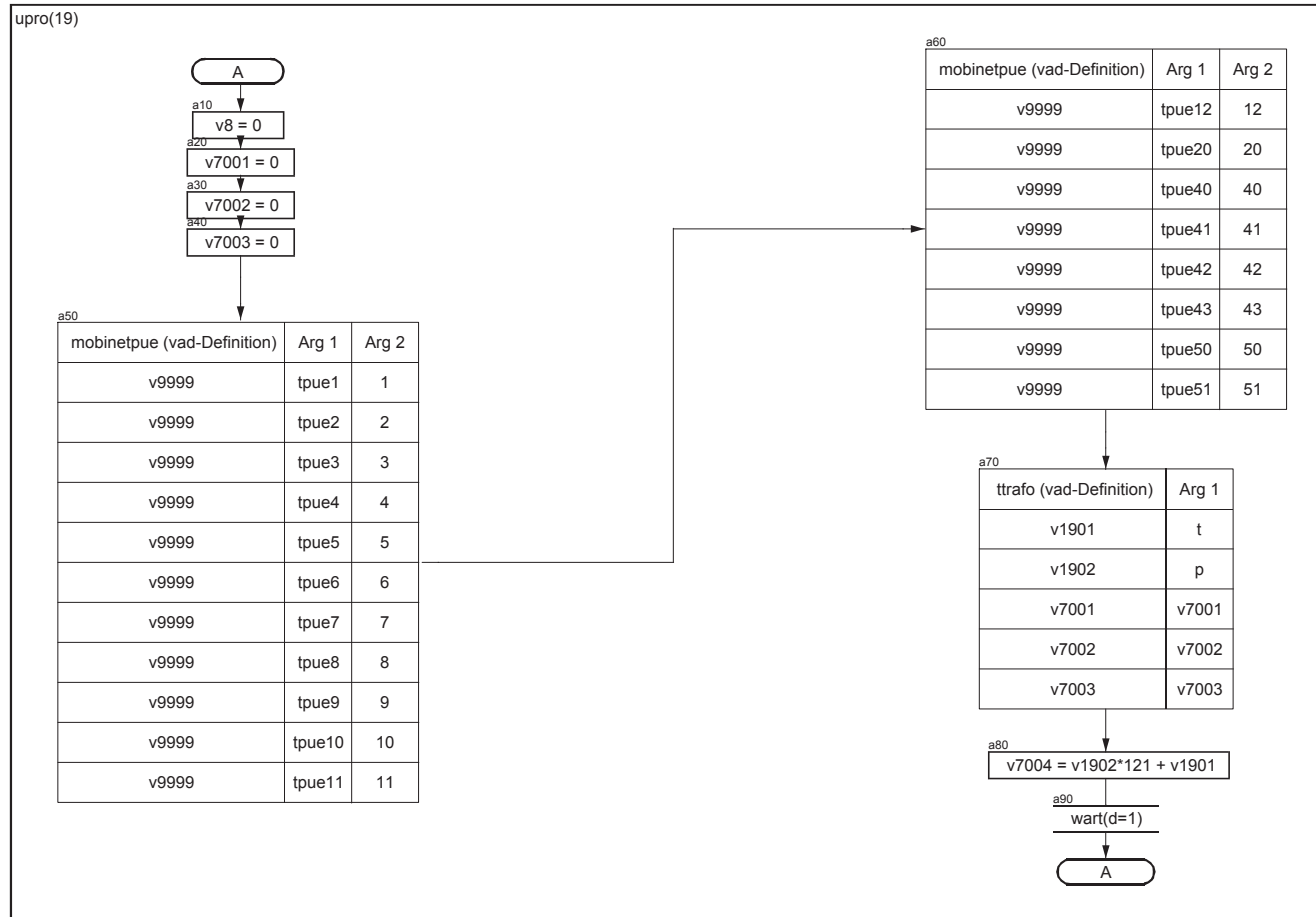 upro(19)
A
a10
v8 = 0
a20
v7001 = 0
a30
v7002 = 0
a40
v7003 = 0
a50
mobinetpue (vad-Definition) Arg 1 Arg 2
v9999 tpue1 1
v9999 tpue2 2
v9999 tpue3 3
v9999 tpue4 4
v9999 tpue5 5
v9999 tpue6 6
v9999 tpue7 7
v9999 tpue8 8
v9999 tpue9 9
v9999 tpue10 10
v9999 tpue11 11
a60
mobinetpue (vad-Definition) Arg 1 Arg 2
v9999 tpue12 12
v9999 tpue20 20
v9999 tpue40 40
v9999 tpue41 41
v9999 tpue42 42
v9999 tpue43 43
v9999 tpue50 50
v9999 tpue51 51
a70
ttrafo (vad-Definition) Arg 1
v1901 t
v1902 p
v7001 v7001
v7002 v7002
v7003 v7003
a80
v7004 = v1902*121 + v1901
a90
wart(d=1)
A